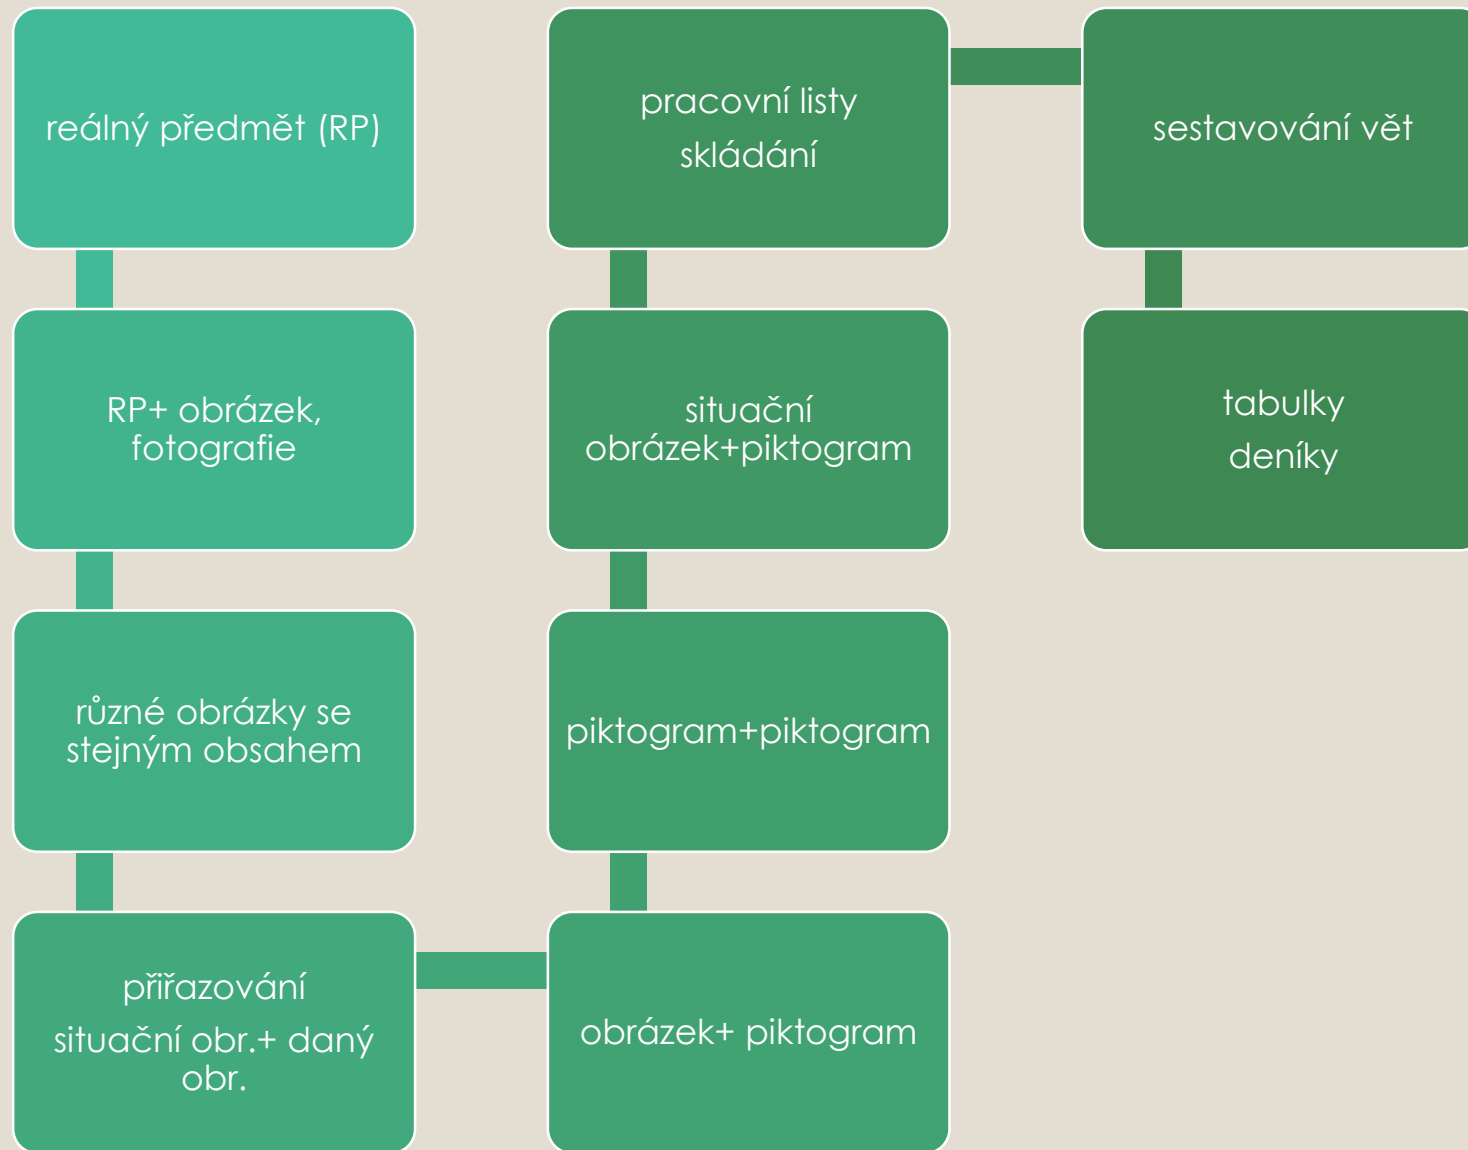 reálný předmět (RP)
RP+ obrázek,
fotografie
různé obrázky se
stejným obsahem
přiřazování
situační obr.+ daný
obr.
obrázek+ piktogram
piktogram+piktogram
situační
obrázek+piktogram
pracovní listy
skládání
sestavování vět
tabulky
deníky